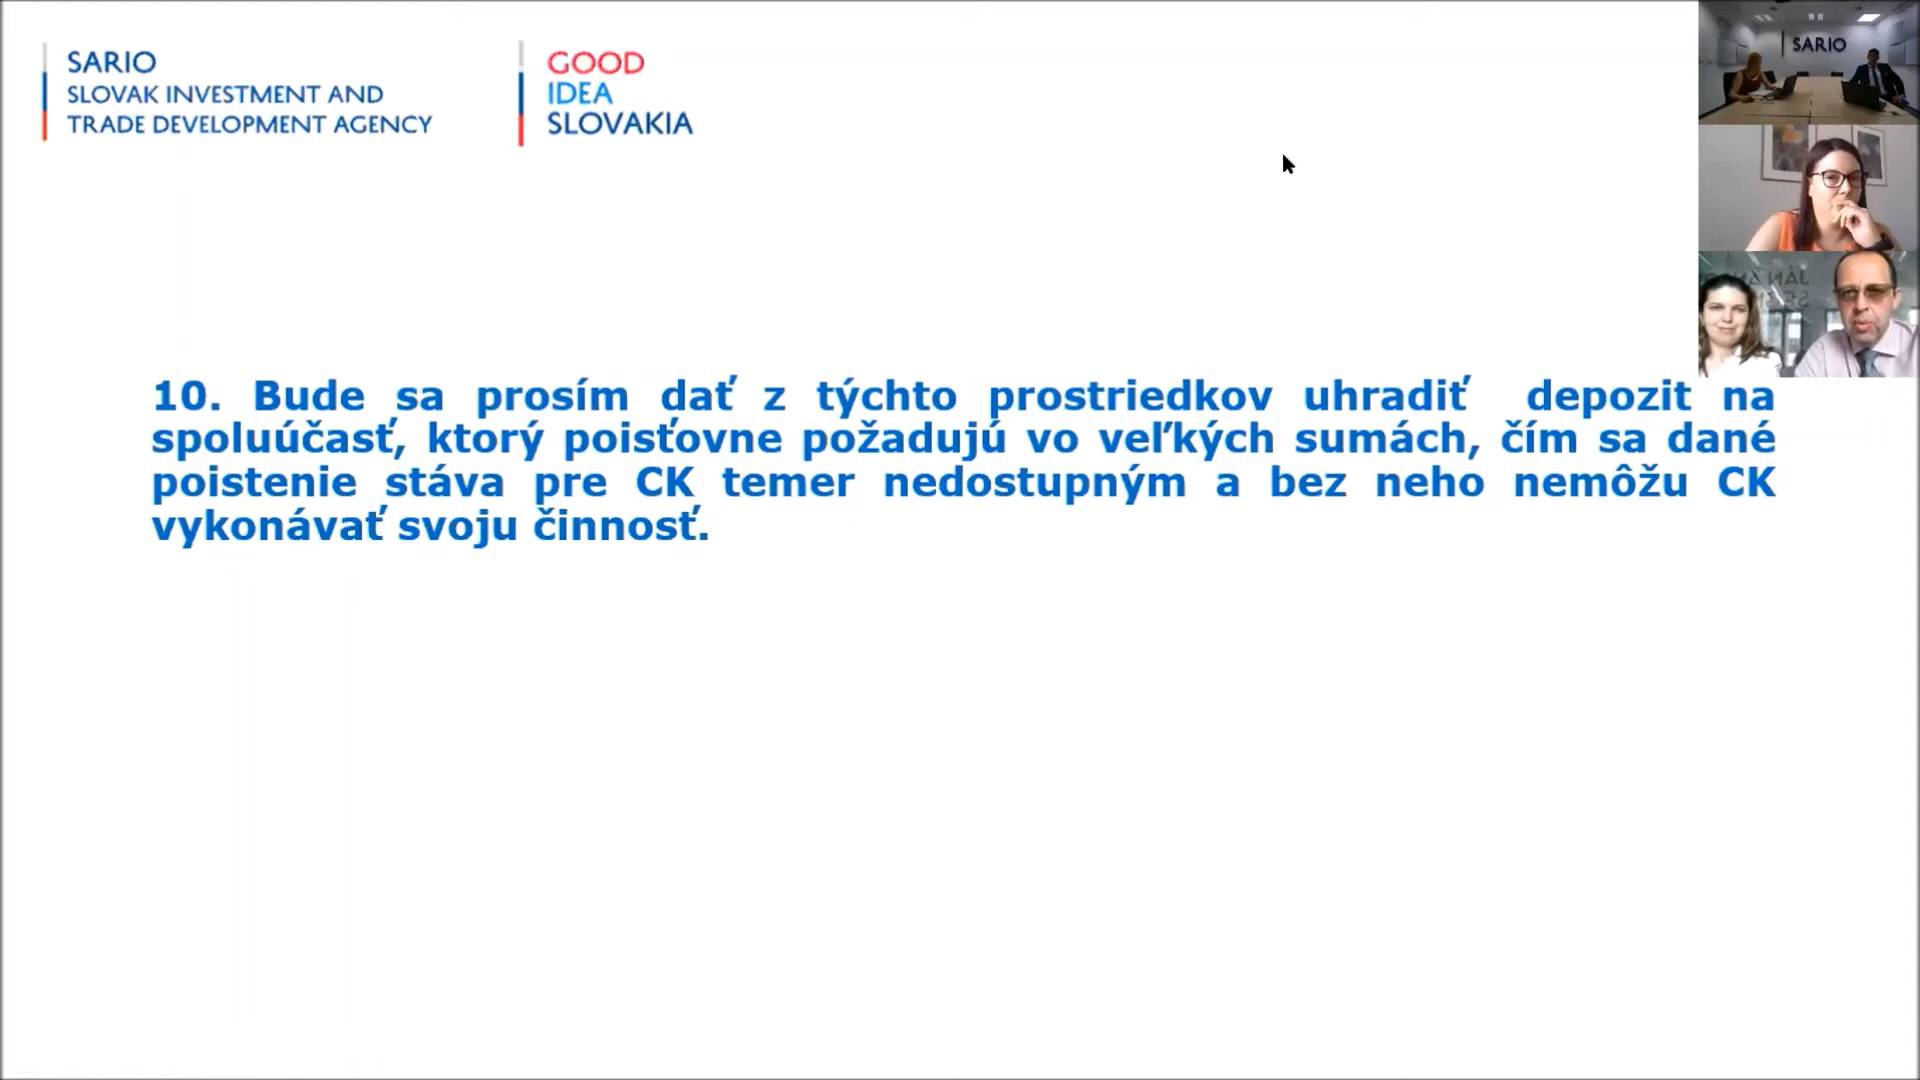 SARIO
SLOVAK INVESTMENT AND
TRADE DEVELOPMENT AGENCY
GOOD
IDEA
SLOVAKIA
SARIO
10. Bude sa prosím dať z týchto prostriedkov uhradiť depozit na
spoluúčasť, ktorý poisťovne požadujú vo veľkých sumách, čím sa dané
poistenie stáva pre CK temer nedostupným a bez neho nemôžu CK
vykonávať svoju činnosť.